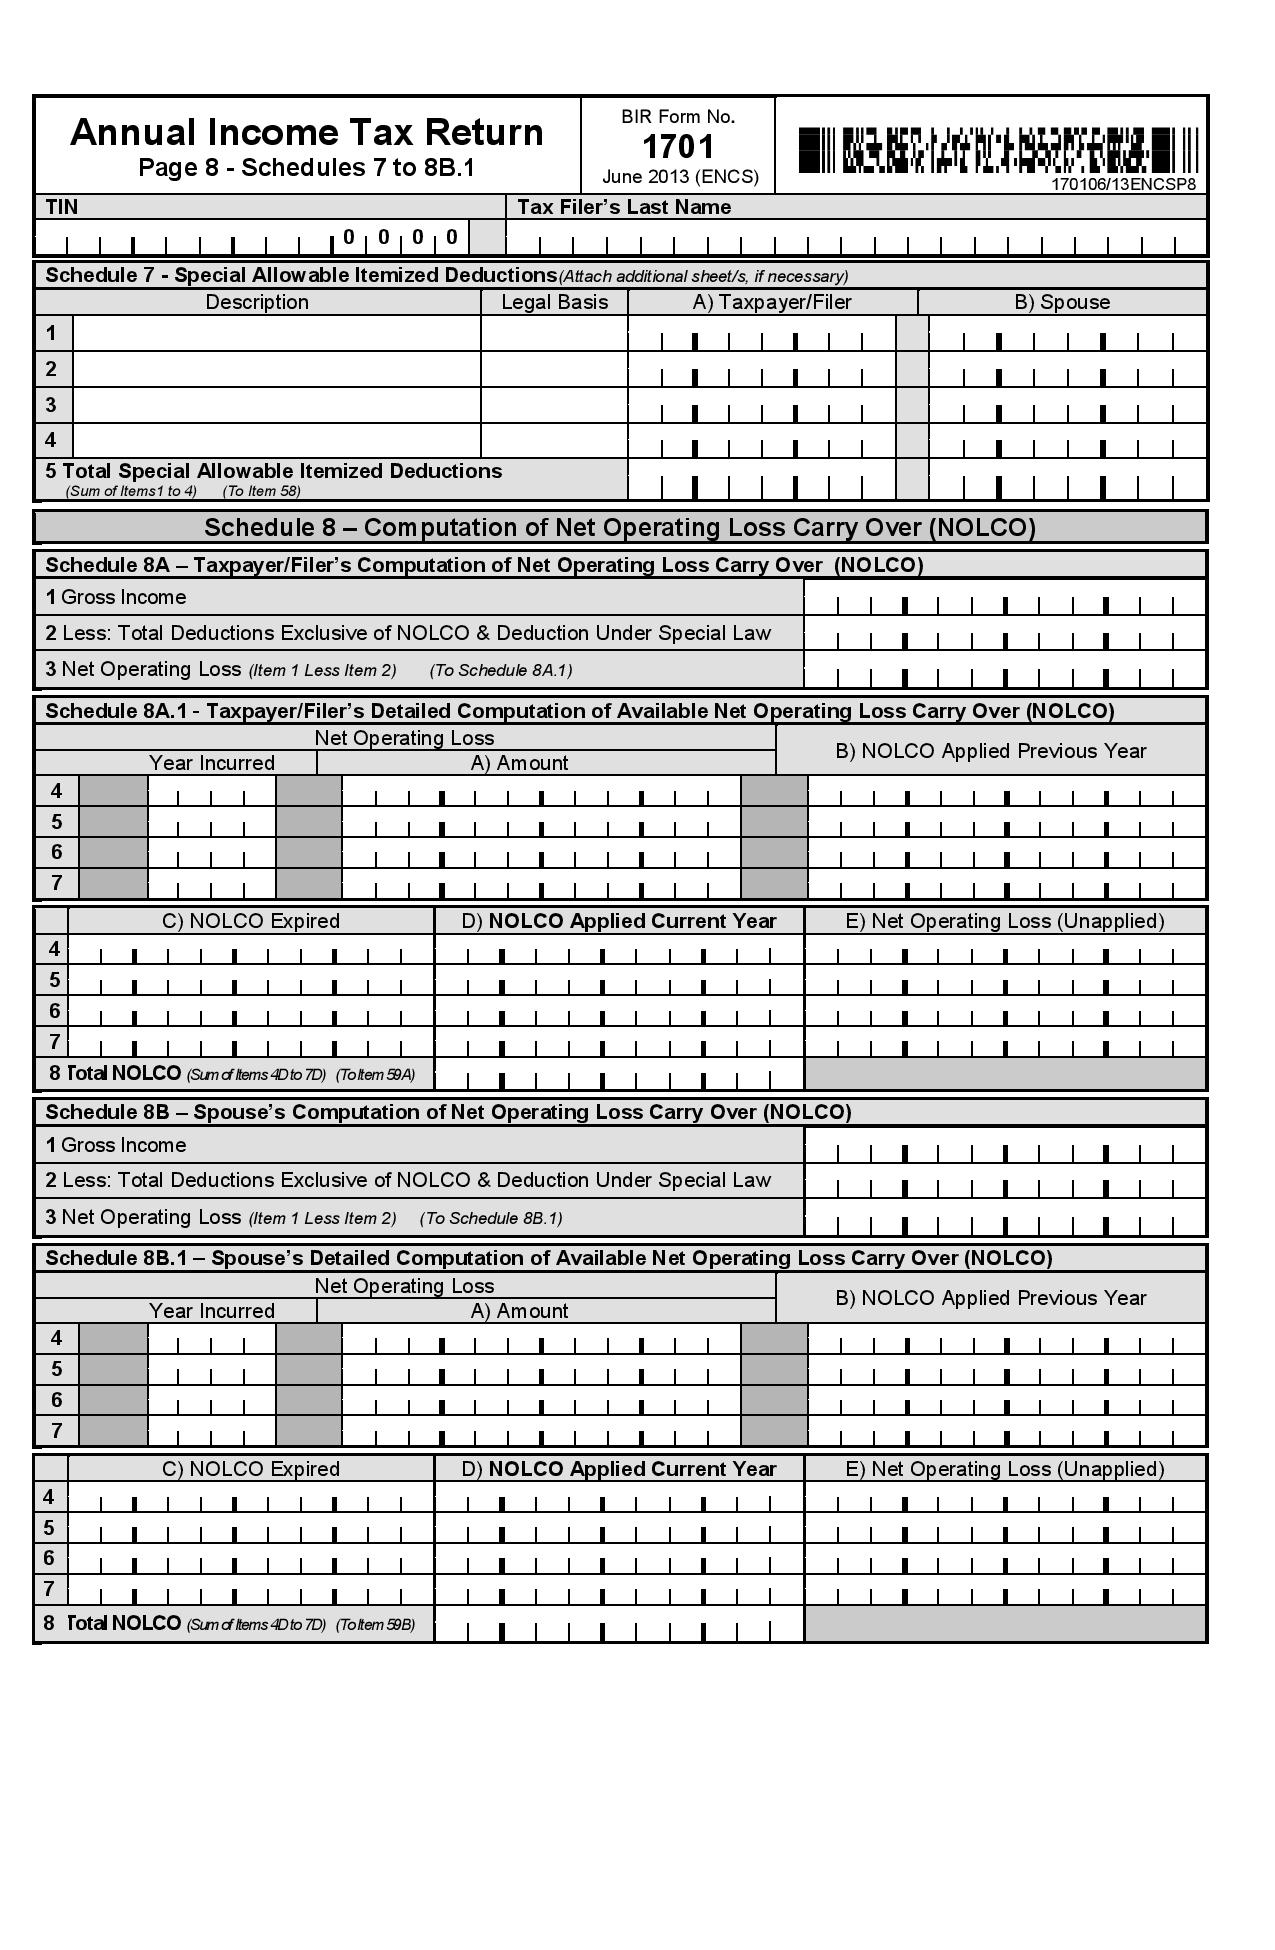 Annual Income Tax Return
Page 8 - Schedules 7 to 8B.1
BIR Form No.
1701
June 2013 (ENCS)
170106/13ENCSP8
TIN
Tax Filer’s Last Name
0 0 0 0
Schedule 7 - Special Allowable Itemized Deductions(Attach additional sheet/s, if necessary)
Description Legal Basis A) Taxpayer/Filer B) Spouse
1
2
3
4
5 Total Special Allowable Itemized Deductions
(Sum of Items1 to 4) (To Item 58)
Schedule 8 – Computation of Net Operating Loss Carry Over (NOLCO)
Schedule 8A – Taxpayer/Filer’s Computation of Net Operating Loss Carry Over (NOLCO)
1 Gross Income
2 Less: Total Deductions Exclusive of NOLCO & Deduction Under Special Law
3 Net Operating Loss (Item 1 Less Item 2) (To Schedule 8A.1)
Schedule 8A.1 - Taxpayer/Filer’s Detailed Computation of Available Net Operating Loss Carry Over (NOLCO)
Net Operating Loss
B) NOLCO Applied Previous Year
Year Incurred A) Amount
4
5
6
7
C) NOLCO Expired D) NOLCO Applied Current Year E) Net Operating Loss (Unapplied)
4
5
6
7
8 Total NOLCO (Sum of Items 4D to 7D) (To Item 59A)
Schedule 8B – Spouse’s Computation of Net Operating Loss Carry Over (NOLCO)
1 Gross Income
2 Less: Total Deductions Exclusive of NOLCO & Deduction Under Special Law
3 Net Operating Loss (Item 1 Less Item 2) (To Schedule 8B.1)
Schedule 8B.1 – Spouse’s Detailed Computation of Available Net Operating Loss Carry Over (NOLCO)
Net Operating Loss
B) NOLCO Applied Previous Year
Year Incurred A) Amount
4
5
6
7
C) NOLCO Expired D) NOLCO Applied Current Year E) Net Operating Loss (Unapplied)
4
5
6
7
8 Total NOLCO (Sum of Items 4D to 7D) (To Item 59B)